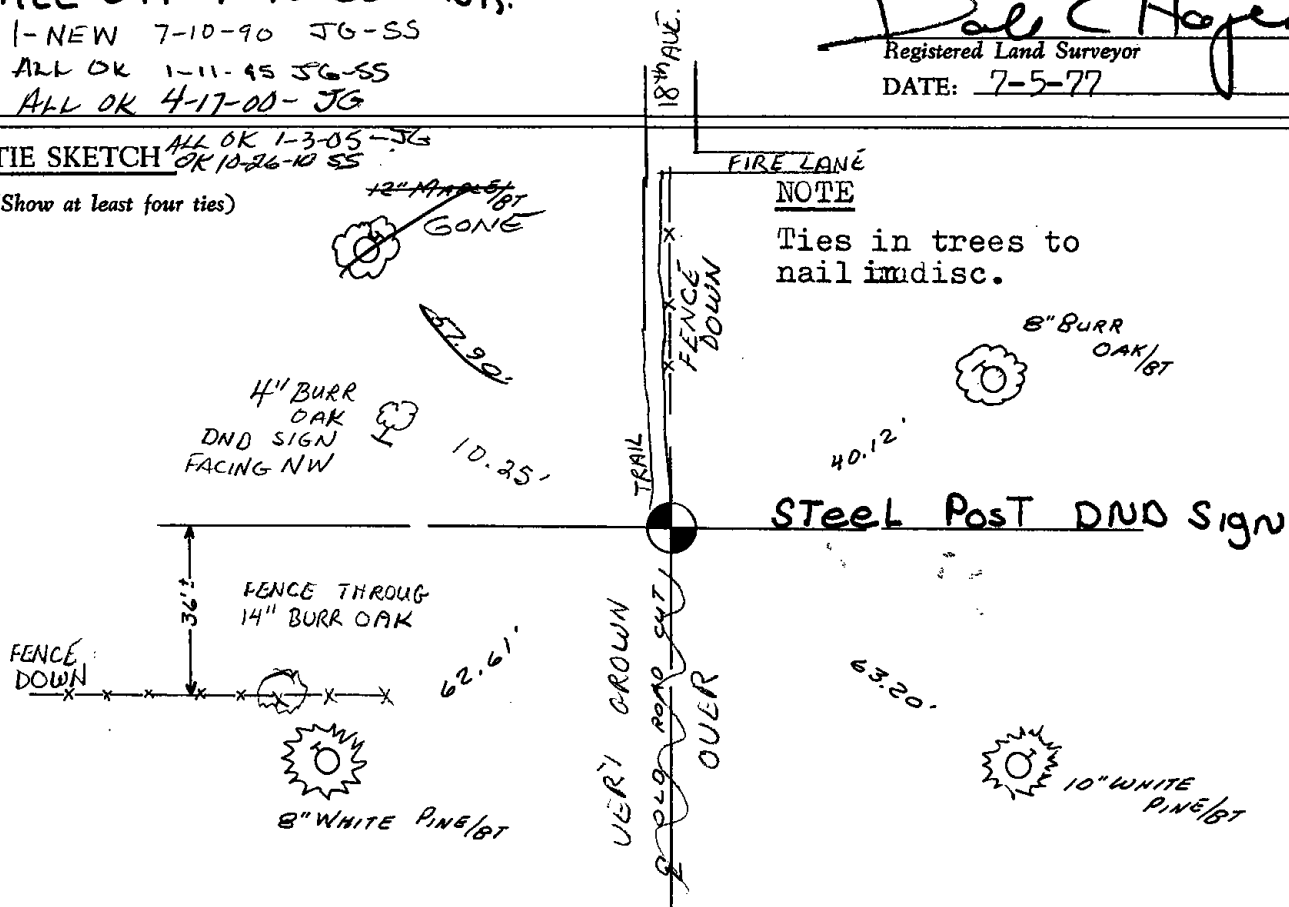 1-NEW 7-10-90 JG-SS
ALL OK 1-11-95 JG-SS
ALL OK 4-17-00- JG
Registered Land Surveyor
DATE: 7-5-77
TIE SKETCH
ALL OK 1-3-05-JG
OK 10-26-10 SS
Show at least four ties)
18th AVE.
FIRE LANE
12" MAPLE/BT
GONE
NOTE
Ties in trees to
nail in disc.
57.90'
FENCE
DOWN
8" BURR
OAK/BT
4" BURR
OAK
DND SIGN
FACING NW
10.25'
TRAIL
40.12'
STEEL POST DND SIGN
36'±
FENCE THROUG
14" BURR OAK
FENCE
DOWN
62.61'
VERY GROWN
OVER
℄ OLD ROAD CUT
63.20'
8" WHITE PINE/BT
10" WHITE
PINE/BT